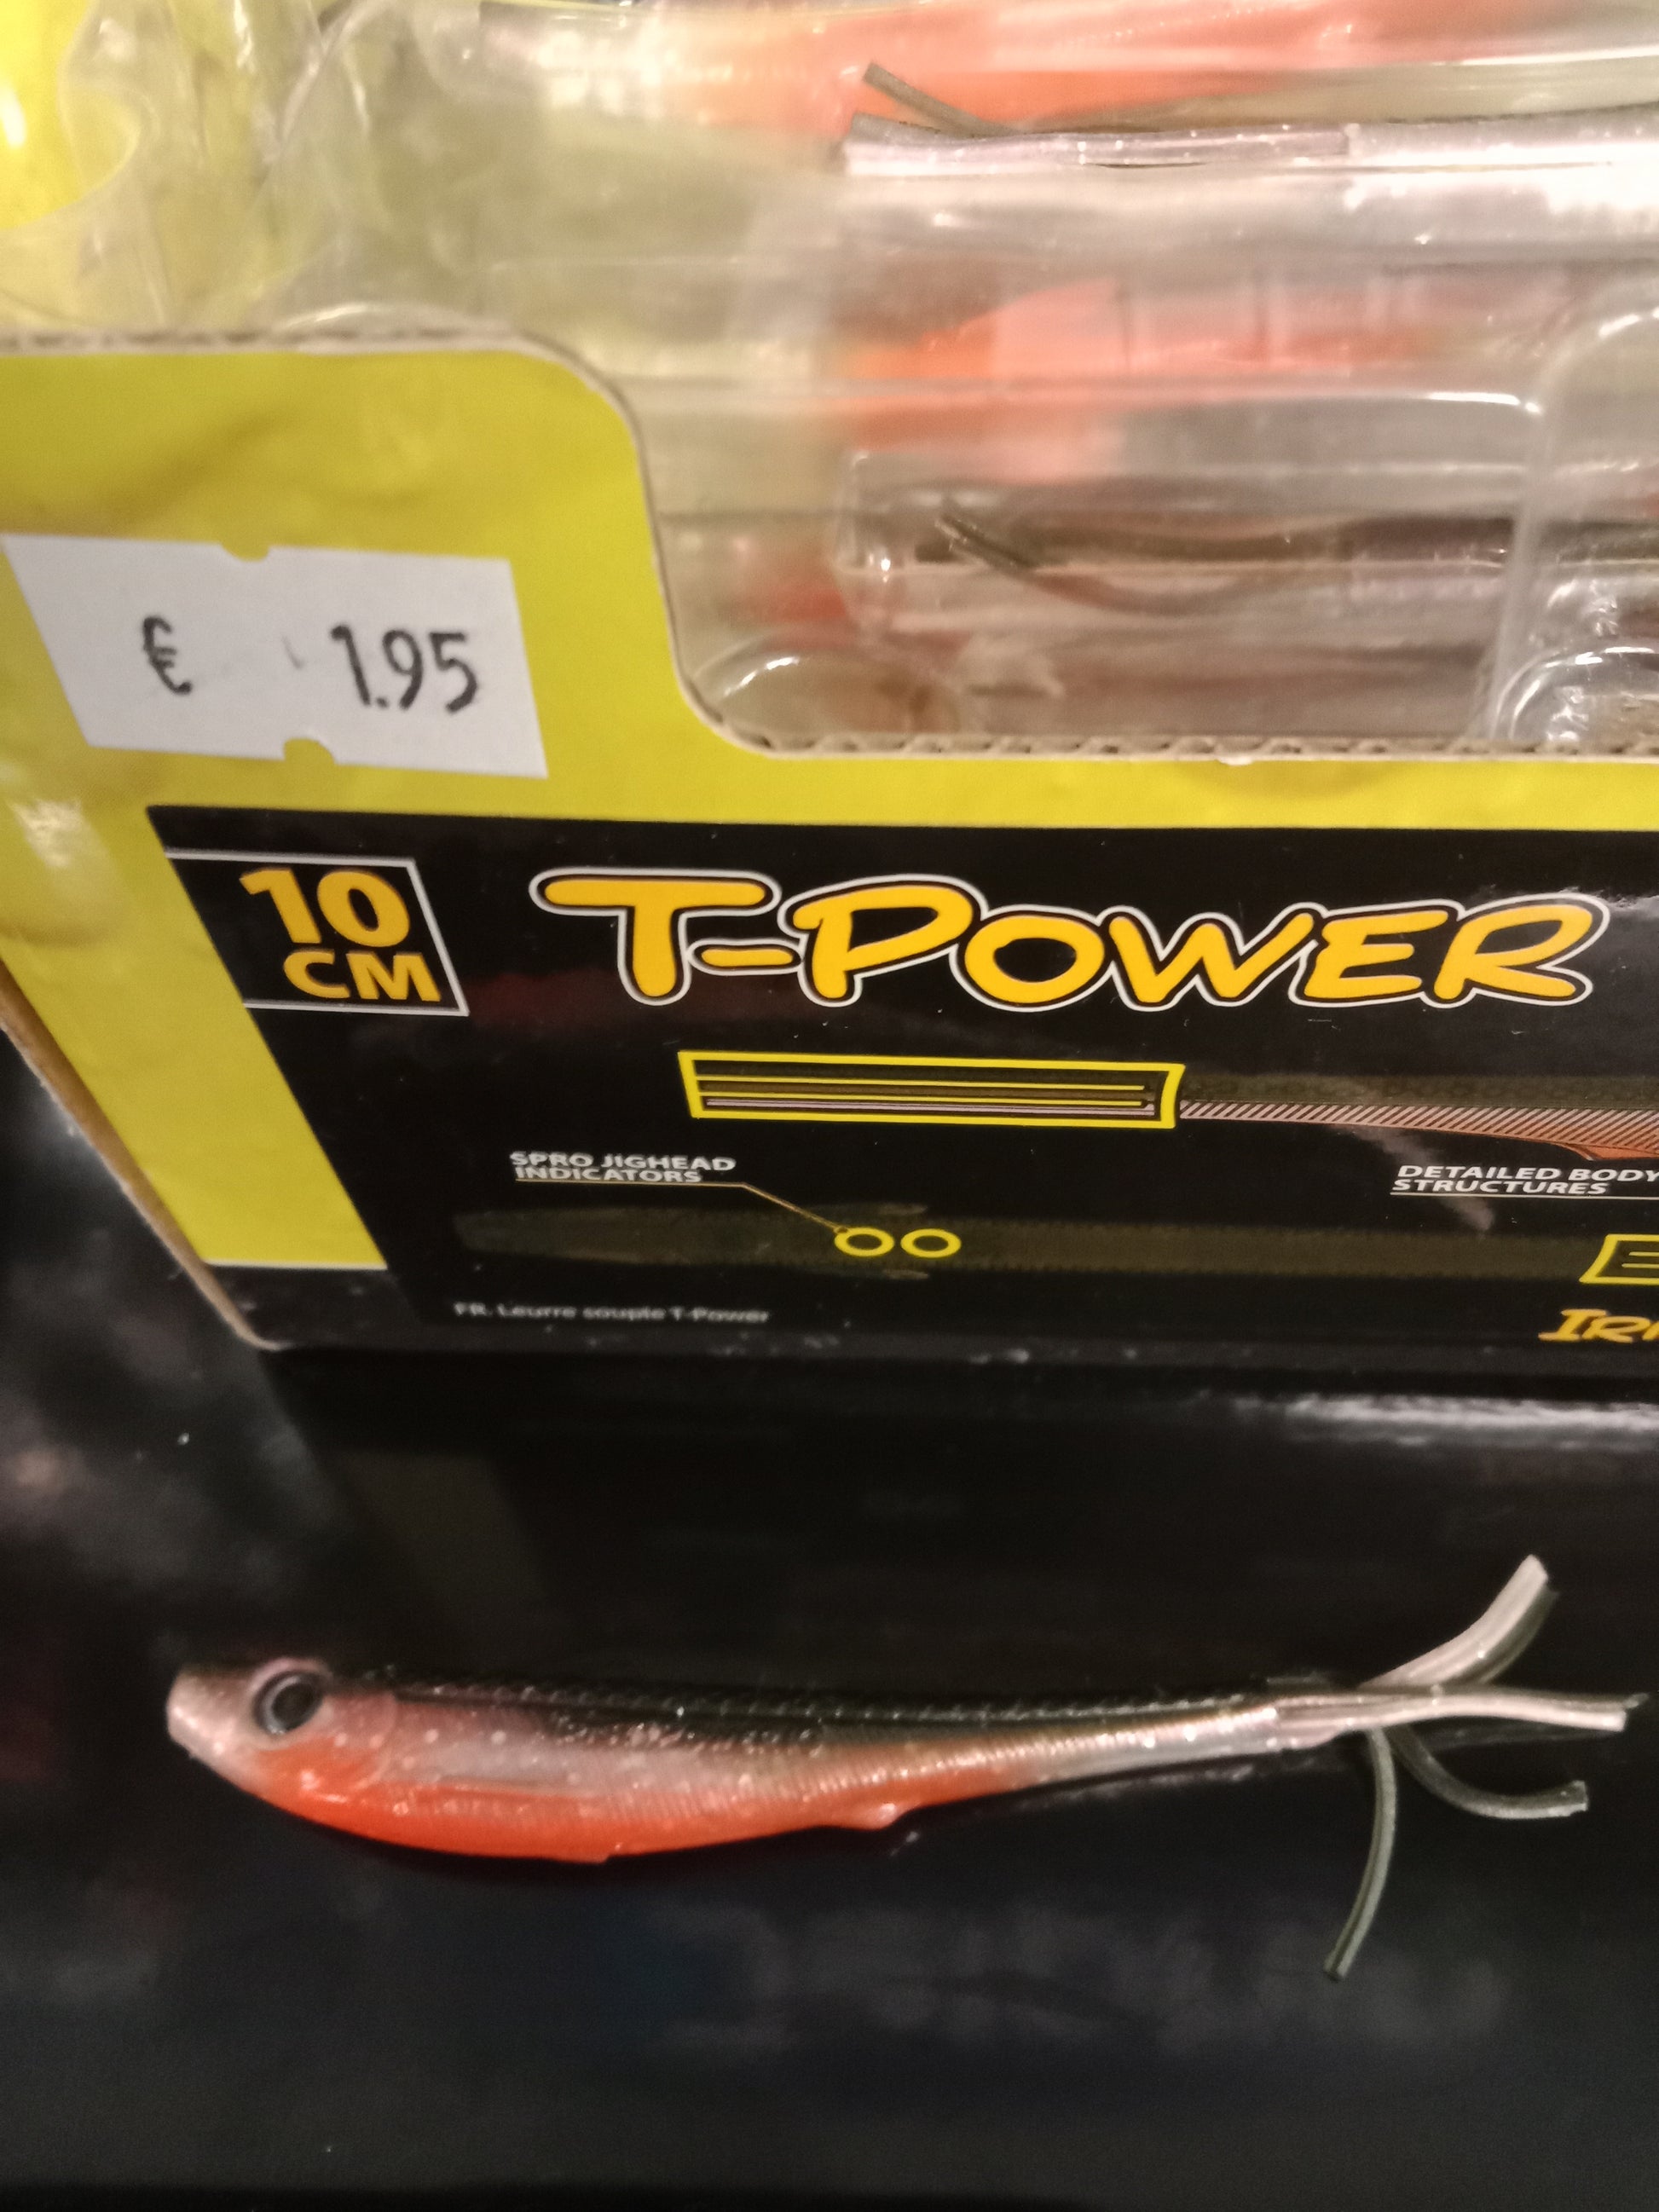 € 1.95
10
CM
T-POWER
SPRO JIGHEAD
INDICATORS
DETAILED BODY
STRUCTURES
FR. Leurre souple T-Power